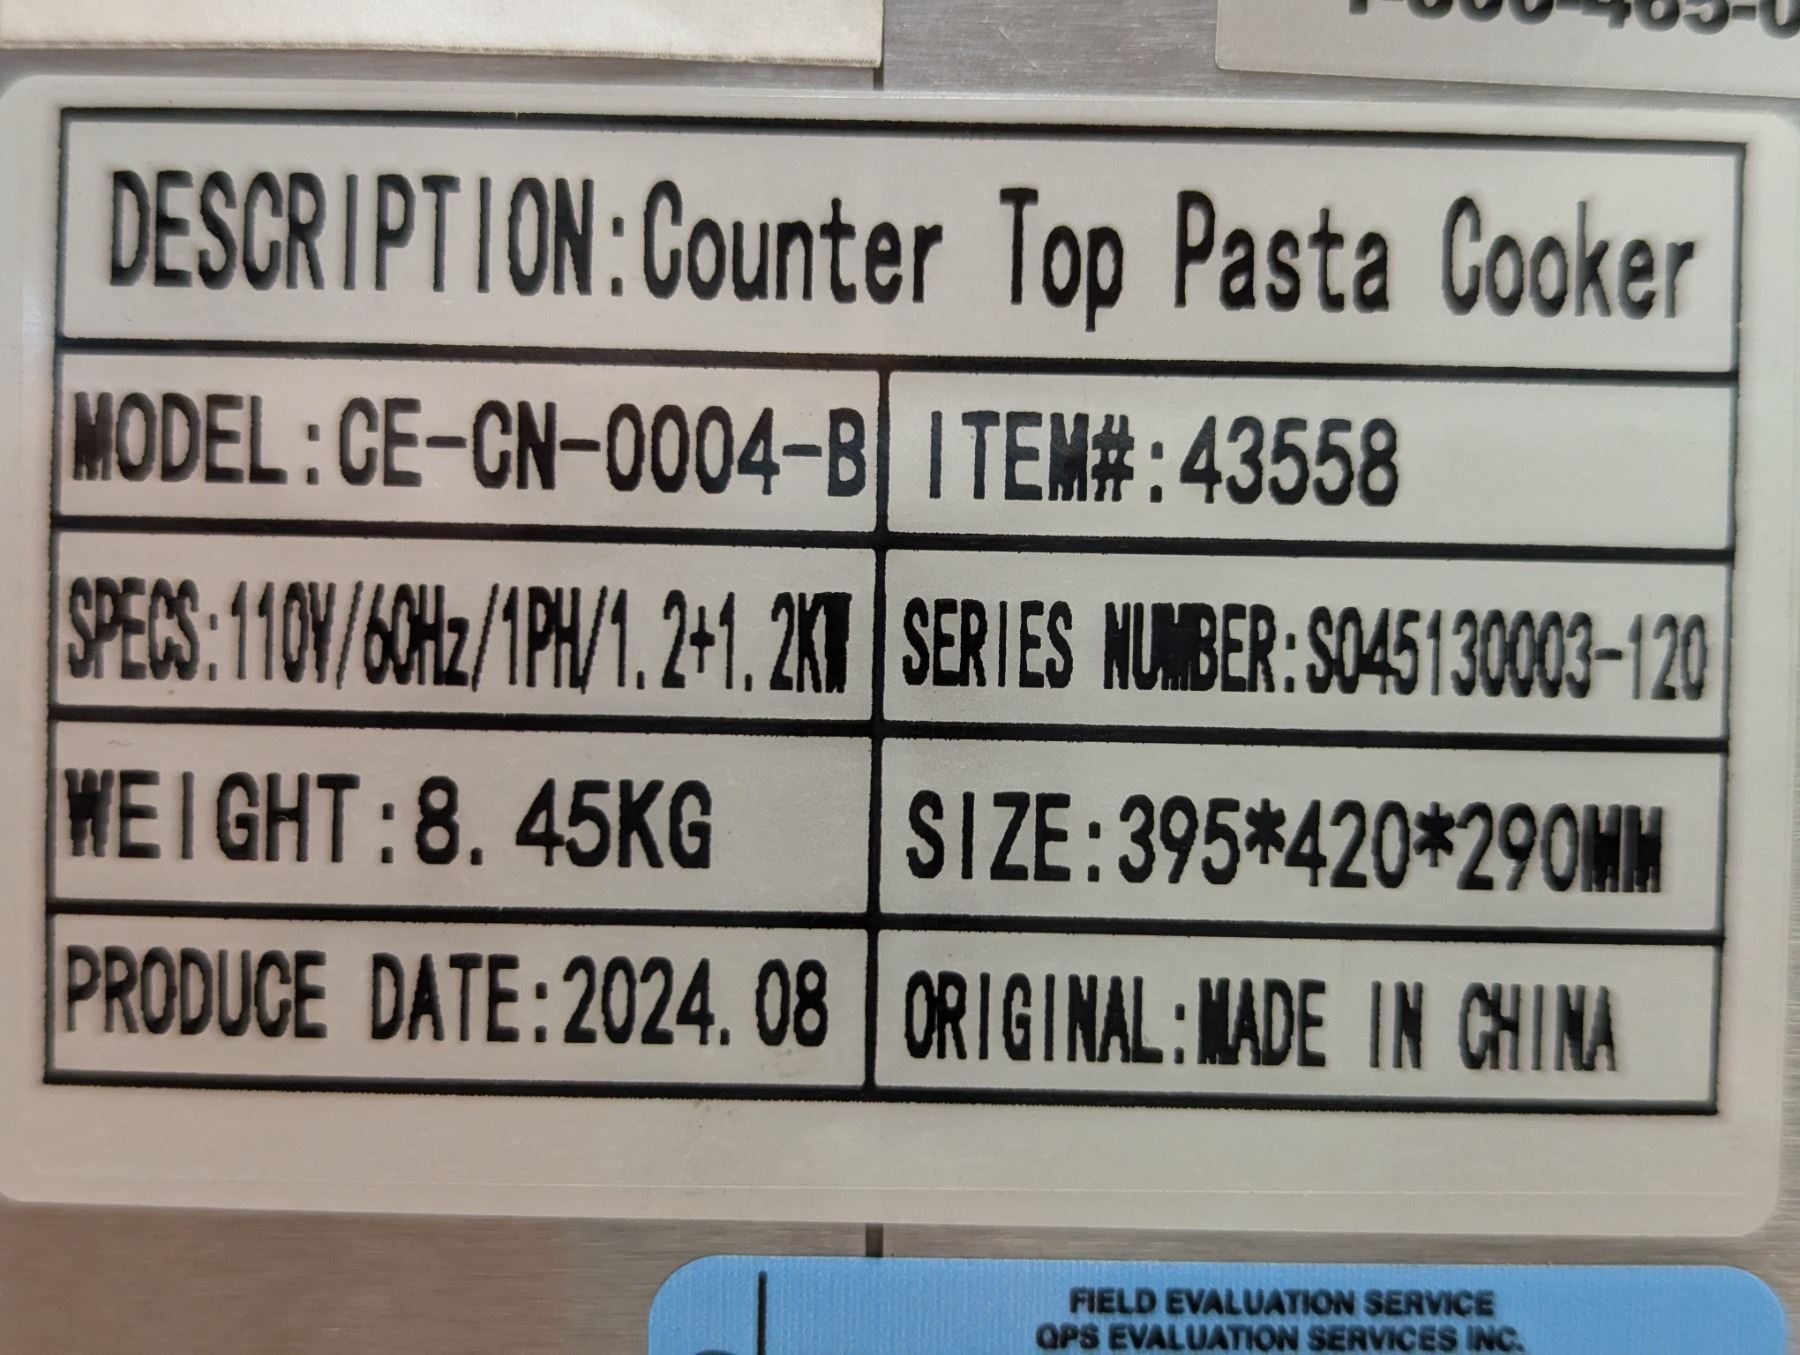 DESCRIPTION:Counter Top Pasta Cooker
MODEL:CE-CN-0004-B
ITEM#:43558
SPECS:110V/60Hz/1PH/1.2+1.2KW
SERIES NUMBER:S045130003-120
WEIGHT:8.45KG
SIZE:395*420*290MM
PRODUCE DATE:2024.08
ORIGINAL:MADE IN CHINA
FIELD EVALUATION SERVICE
QPS EVALUATION SERVICES INC.